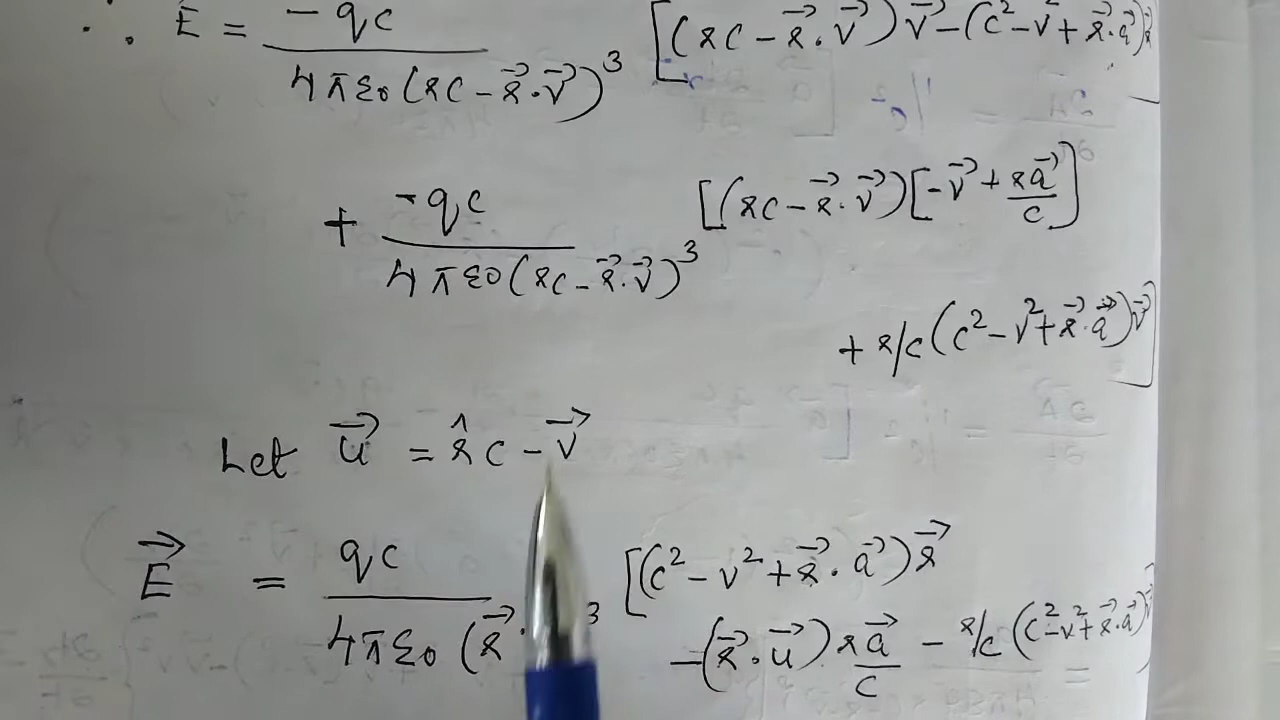 ∴ E = -qc / 4πε0(rc - r⃗·v⃗)³ [(rc - r⃗·v⃗)v⃗ - (c² - v² + r⃗·a⃗)r⃗
+ -qc / 4πε0(rc - r⃗·v⃗)³ [(rc - r⃗·v⃗)[-v⃗ + ra⃗/c]
+ r/c(c² - v² + r⃗·a⃗)v⃗]
Let u⃗ = r̂c - v⃗
E⃗ = qc / 4πε0(r⃗· ³ [(c² - v² + r⃗·a⃗)r⃗
-(r⃗·u⃗)ra⃗/c - r/c(c² - v² + r⃗·a⃗)v⃗